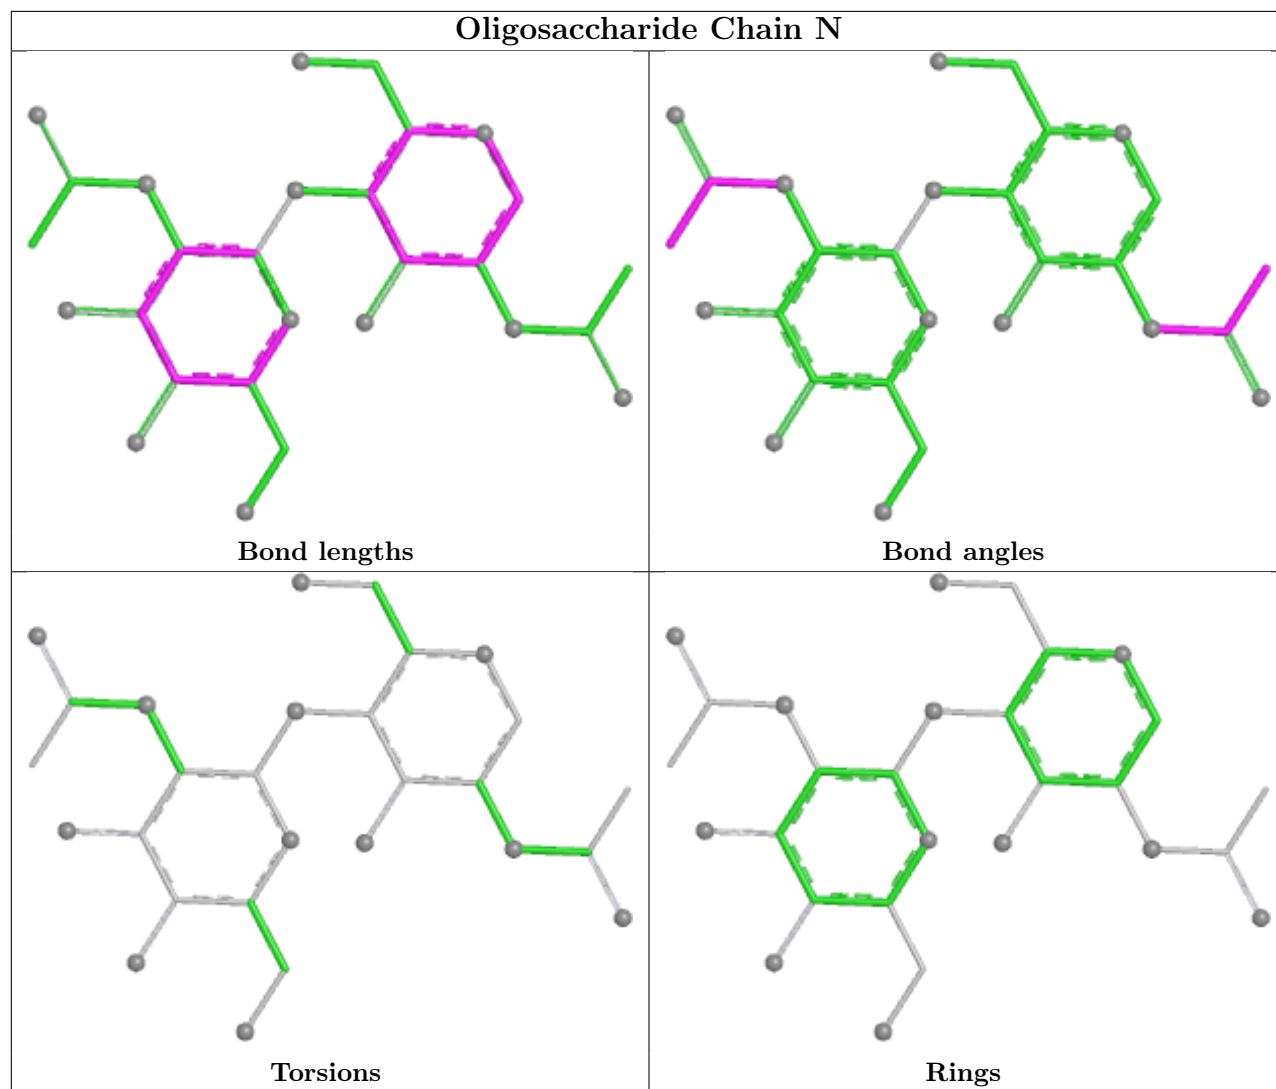 Oligosaccharide Chain N
Bond lengths
Bond angles
Torsions
Rings